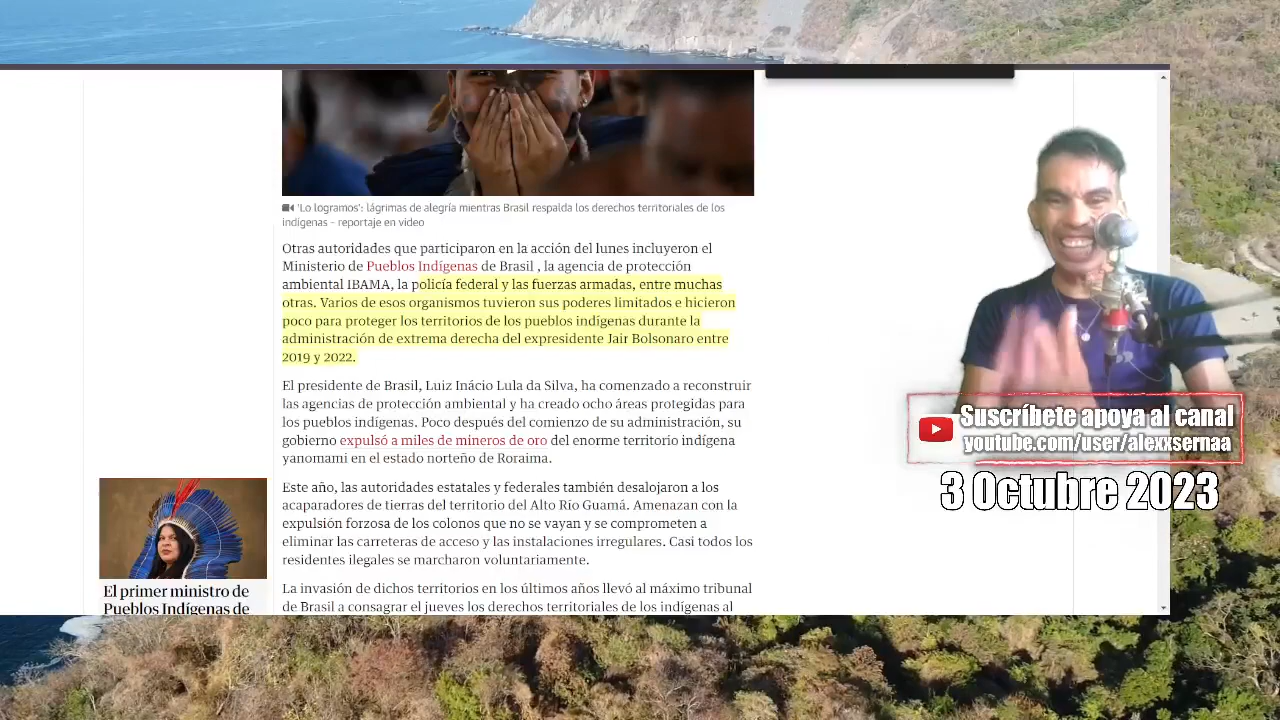 'Lo logramos': lágrimas de alegría mientras Brasil respalda los derechos territoriales de los
indígenas – reportaje en video
Otras autoridades que participaron en la acción del lunes incluyeron el
Ministerio de Pueblos Indígenas de Brasil , la agencia de protección
ambiental IBAMA, la policía federal y las fuerzas armadas, entre muchas
otras. Varios de esos organismos tuvieron sus poderes limitados e hicieron
poco para proteger los territorios de los pueblos indígenas durante la
administración de extrema derecha del expresidente Jair Bolsonaro entre
2019 y 2022.
El presidente de Brasil, Luiz Inácio Lula da Silva, ha comenzado a reconstruir
las agencias de protección ambiental y ha creado ocho áreas protegidas para
los pueblos indígenas. Poco después del comienzo de su administración, su
gobierno expulsó a miles de mineros de oro del enorme territorio indígena
yanomami en el estado norteño de Roraima.
Este año, las autoridades estatales y federales también desalojaron a los
acaparadores de tierras del territorio del Alto Río Guamá. Amenazan con la
expulsión forzosa de los colonos que no se vayan y se comprometen a
eliminar las carreteras de acceso y las instalaciones irregulares. Casi todos los
residentes ilegales se marcharon voluntariamente.
La invasión de dichos territorios en los últimos años llevó al máximo tribunal
de Brasil a consagrar el jueves los derechos territoriales de los indígenas al
El primer ministro de
Pueblos Indígenas de
Suscríbete apoya al canal
youtube.com/user/alexxsernaa
3 Octubre 2023